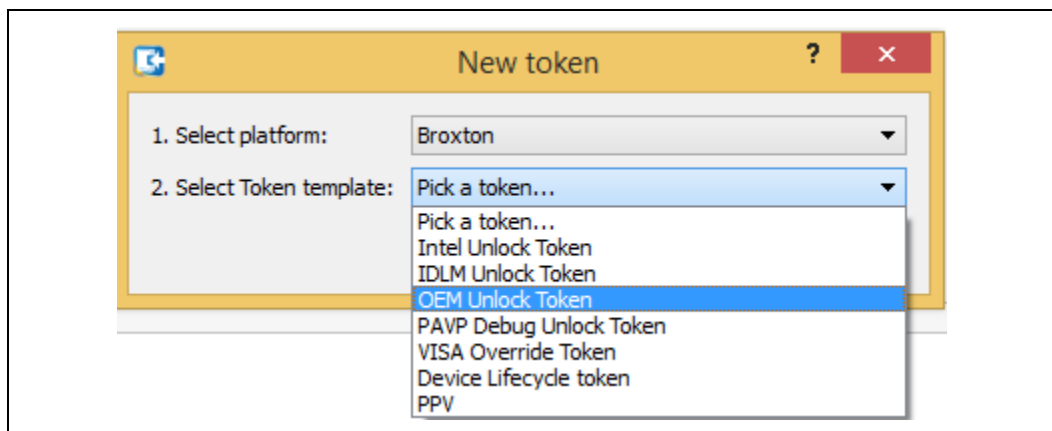 New token
?
×
1. Select platform:
Broxton
2. Select Token template:
Pick a token...
Pick a token...
Intel Unlock Token
IDLM Unlock Token
OEM Unlock Token
PAVP Debug Unlock Token
VISA Override Token
Device Lifecycle token
PPV